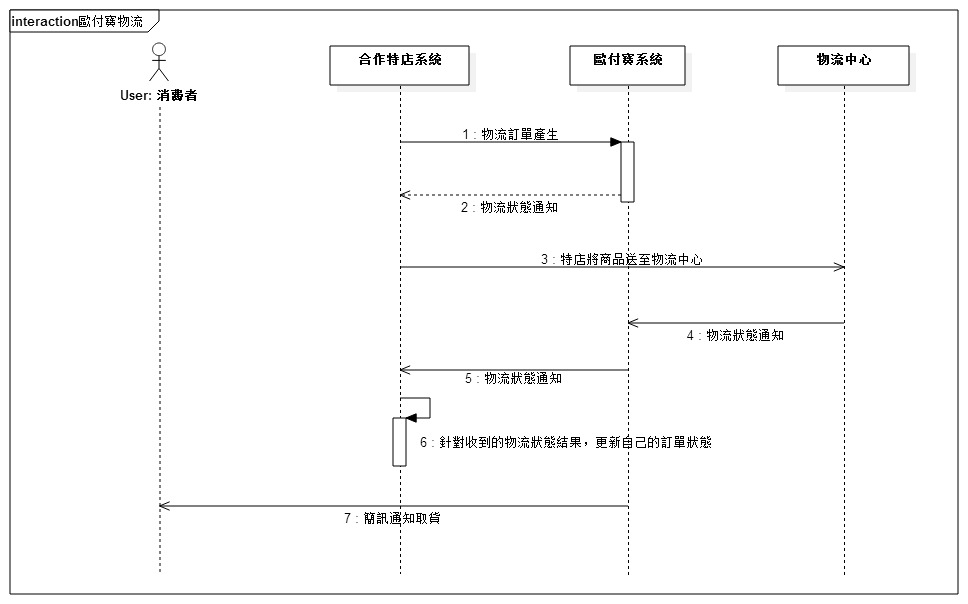 interaction歐付寶物流
合作特店系統
歐付寶系統
物流中心
User: 消費者
1 : 物流訂單產生
2 : 物流狀態通知
3 : 特店將商品送至物流中心
4 : 物流狀態通知
5 : 物流狀態通知
6 : 針對收到的物流狀態結果，更新自己的訂單狀態
7 : 簡訊通知取貨